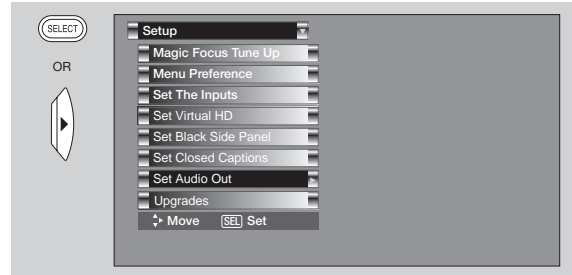 SELECT
OR
Setup
Magic Focus Tune Up
Menu Preference
Set The Inputs
Set Virtual HD
Set Black Side Panel
Set Closed Captions
Set Audio Out
Upgrades
Move SEL Set